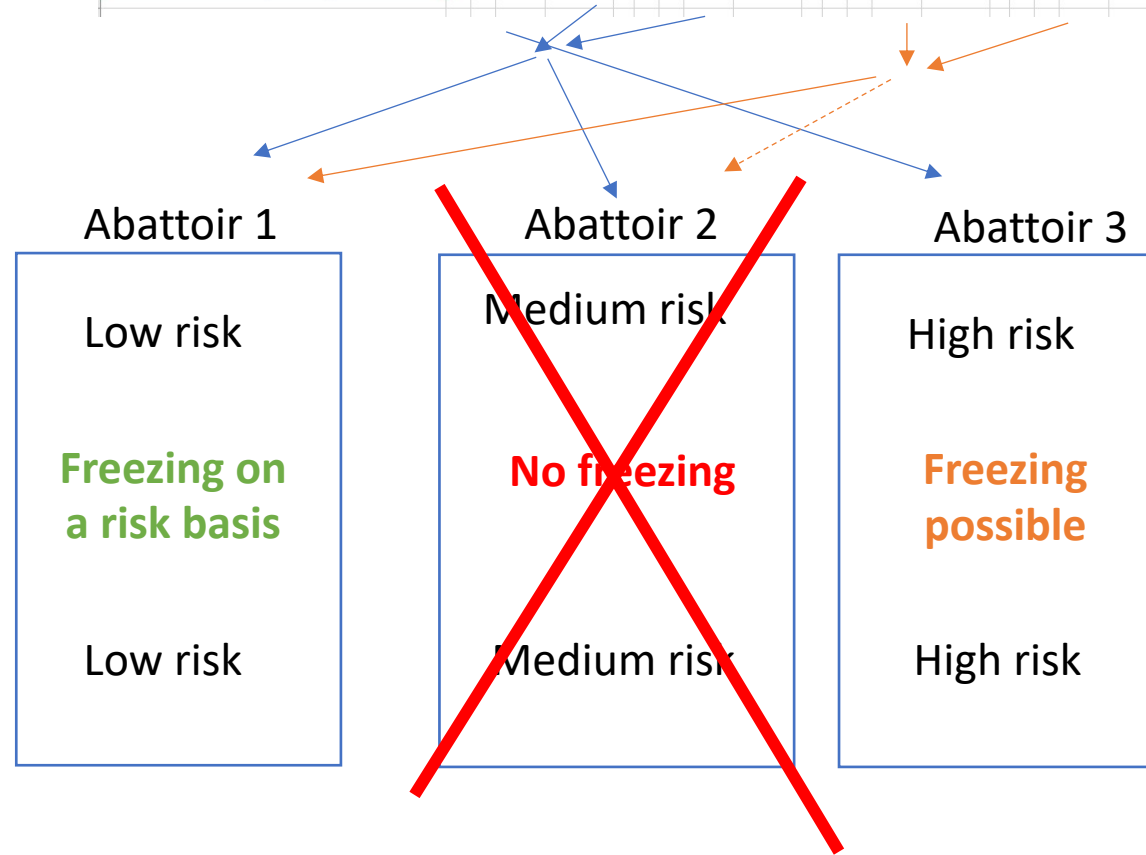 Abattoir 1
Abattoir 2
Abattoir 3
Low risk
Freezing on
a risk basis
Low risk
Medium risk
No freezing
Medium risk
High risk
Freezing
possible
High risk